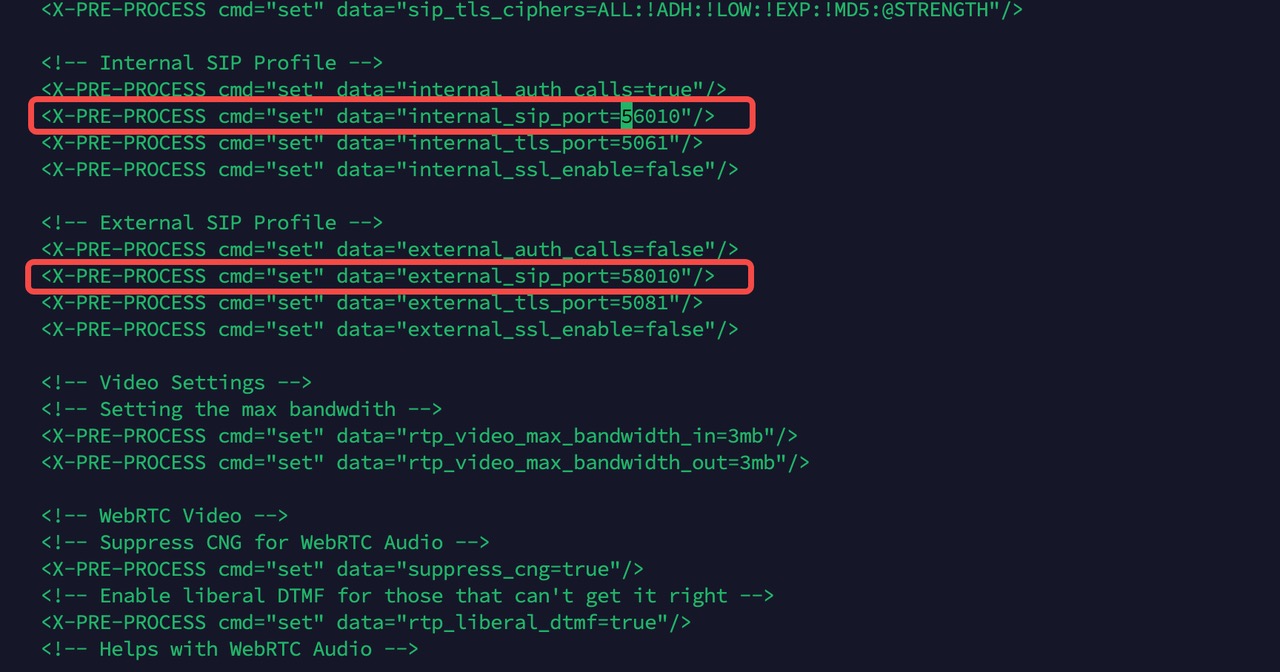 <X-PRE-PROCESS cmd="set" data="sip_tls_ciphers=ALL:!ADH:!LOW:!EXP:!MD5:@STRENGTH"/>
<!-- Internal SIP Profile -->
<X-PRE-PROCESS cmd="set" data="internal_auth_calls=true"/>
<X-PRE-PROCESS cmd="set" data="internal_sip_port=56010"/>
<X-PRE-PROCESS cmd="set" data="internal_tls_port=5061"/>
<X-PRE-PROCESS cmd="set" data="internal_ssl_enable=false"/>
<!-- External SIP Profile -->
<X-PRE-PROCESS cmd="set" data="external_auth_calls=false"/>
<X-PRE-PROCESS cmd="set" data="external_sip_port=58010"/>
<X-PRE-PROCESS cmd="set" data="external_tls_port=5081"/>
<X-PRE-PROCESS cmd="set" data="external_ssl_enable=false"/>
<!-- Video Settings -->
<!-- Setting the max bandwdith -->
<X-PRE-PROCESS cmd="set" data="rtp_video_max_bandwidth_in=3mb"/>
<X-PRE-PROCESS cmd="set" data="rtp_video_max_bandwidth_out=3mb"/>
<!-- WebRTC Video -->
<!-- Suppress CNG for WebRTC Audio -->
<X-PRE-PROCESS cmd="set" data="suppress_cng=true"/>
<!-- Enable liberal DTMF for those that can't get it right -->
<X-PRE-PROCESS cmd="set" data="rtp_liberal_dtmf=true"/>
<!-- Helps with WebRTC Audio -->